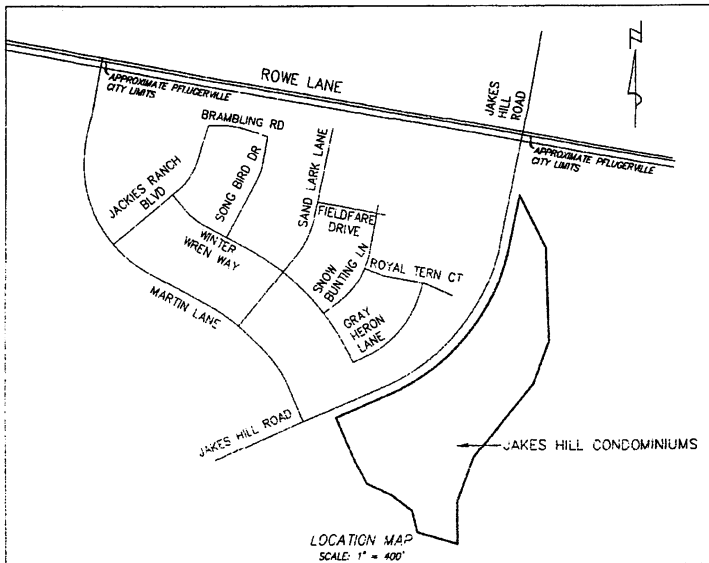 ROWE LANE
APPROXIMATE PFLUGERVILLE
CITY LIMITS
JAKES
HILL
ROAD
APPROXIMATE PFLUGERVILLE
CITY LIMITS
BRAMBLING RD
JACKIES RANCH
BLVD
SONG BIRD DR
SAND LARK LANE
FIELDFARE
DRIVE
WINTER
WREN WAY
SNOW
BUNTING LN
ROYAL TERN CT
MARTIN LANE
GRAY
HERON
LANE
JAKES HILL ROAD
JAKES HILL CONDOMINIUMS
LOCATION MAP
SCALE: 1" = 400'